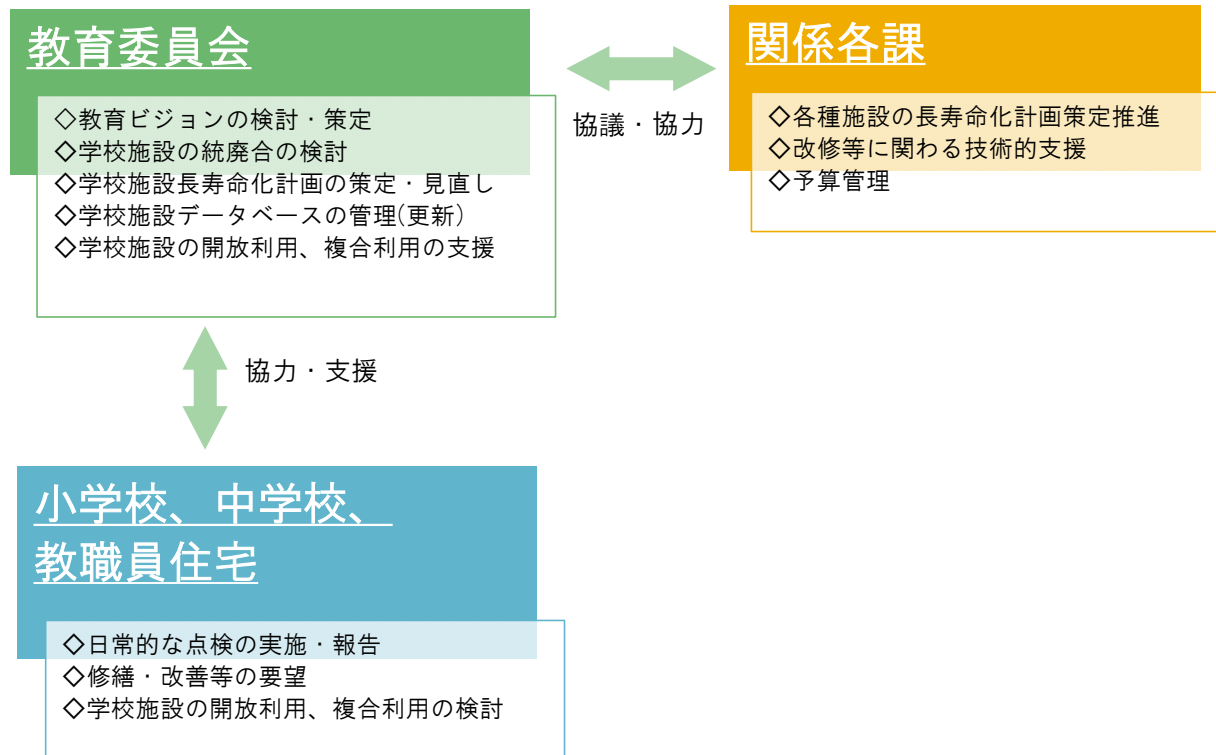 教育委員会
◇教育ビジョンの検討・策定
◇学校施設の統廃合の検討
◇学校施設長寿命化計画の策定・見直し
◇学校施設データベースの管理(更新)
◇学校施設の開放利用、複合利用の支援
協議・協力
関係各課
◇各種施設の長寿命化計画策定推進
◇改修等に関わる技術的支援
◇予算管理
協力・支援
小学校、中学校、
教職員住宅
◇日常的な点検の実施・報告
◇修繕・改善等の要望
◇学校施設の開放利用、複合利用の検討